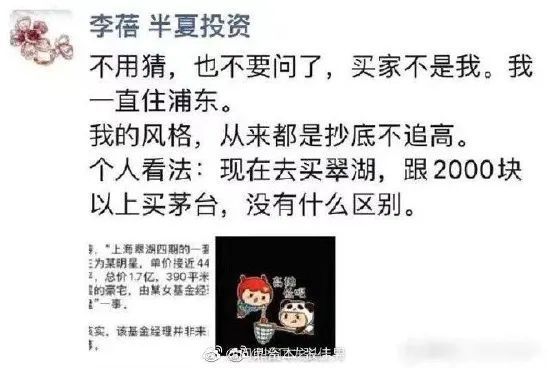 李蓓 半夏投资
不用猜，也不要问了，买家不是我。我
一直住浦东。
我的风格，从来都是抄底不追高。
个人看法：现在去买翠湖，跟2000块
以上买茅台，没有什么区别。
“上海翠湖四期的一套
主为某明星，单价接近44
总价1.7亿，390平米
的豪宅，由某女基金经理
”一事。
实，该基金经理并非来